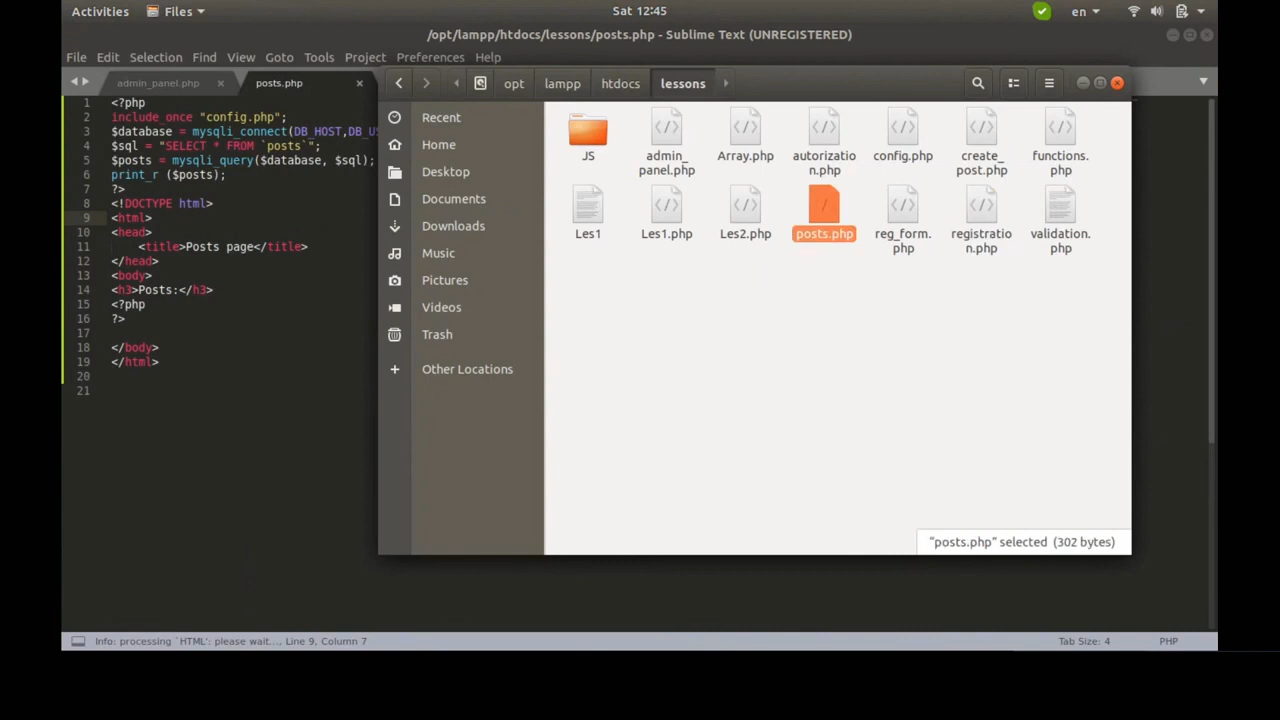 Activities Files Sat 12:45 en
/opt/lampp/htdocs/lessons/posts.php - Sublime Text (UNREGISTERED)
File Edit Selection Find View Goto Tools Project Preferences Help
admin_panel.php × posts.php ×
opt lampp htdocs lessons
1 <?php
2 include_once "config.php";
3 $database = mysqli_connect(DB_HOST,DB_US
4 $sql = "SELECT * FROM `posts`";
5 $posts = mysqli_query($database, $sql);
6 print_r ($posts);
7 ?>
8 <!DOCTYPE html>
9 <html>
10 <head>
11 <title>Posts page</title>
12 </head>
13 <body>
14 <h3>Posts:</h3>
15 <?php
16 ?>
17
18 </body>
19 </html>
20
21
Recent
Home
Desktop
Documents
Downloads
Music
Pictures
Videos
Trash
+ Other Locations
JS
admin_
panel.php
Array.php
autorizatio
n.php
config.php
create_
post.php
functions.
php
Les1
Les1.php
Les2.php
posts.php
reg_form.
php
registratio
n.php
validation.
php
"posts.php" selected (302 bytes)
Info: processing `HTML': please wait..., Line 9, Column 7 Tab Size: 4 PHP